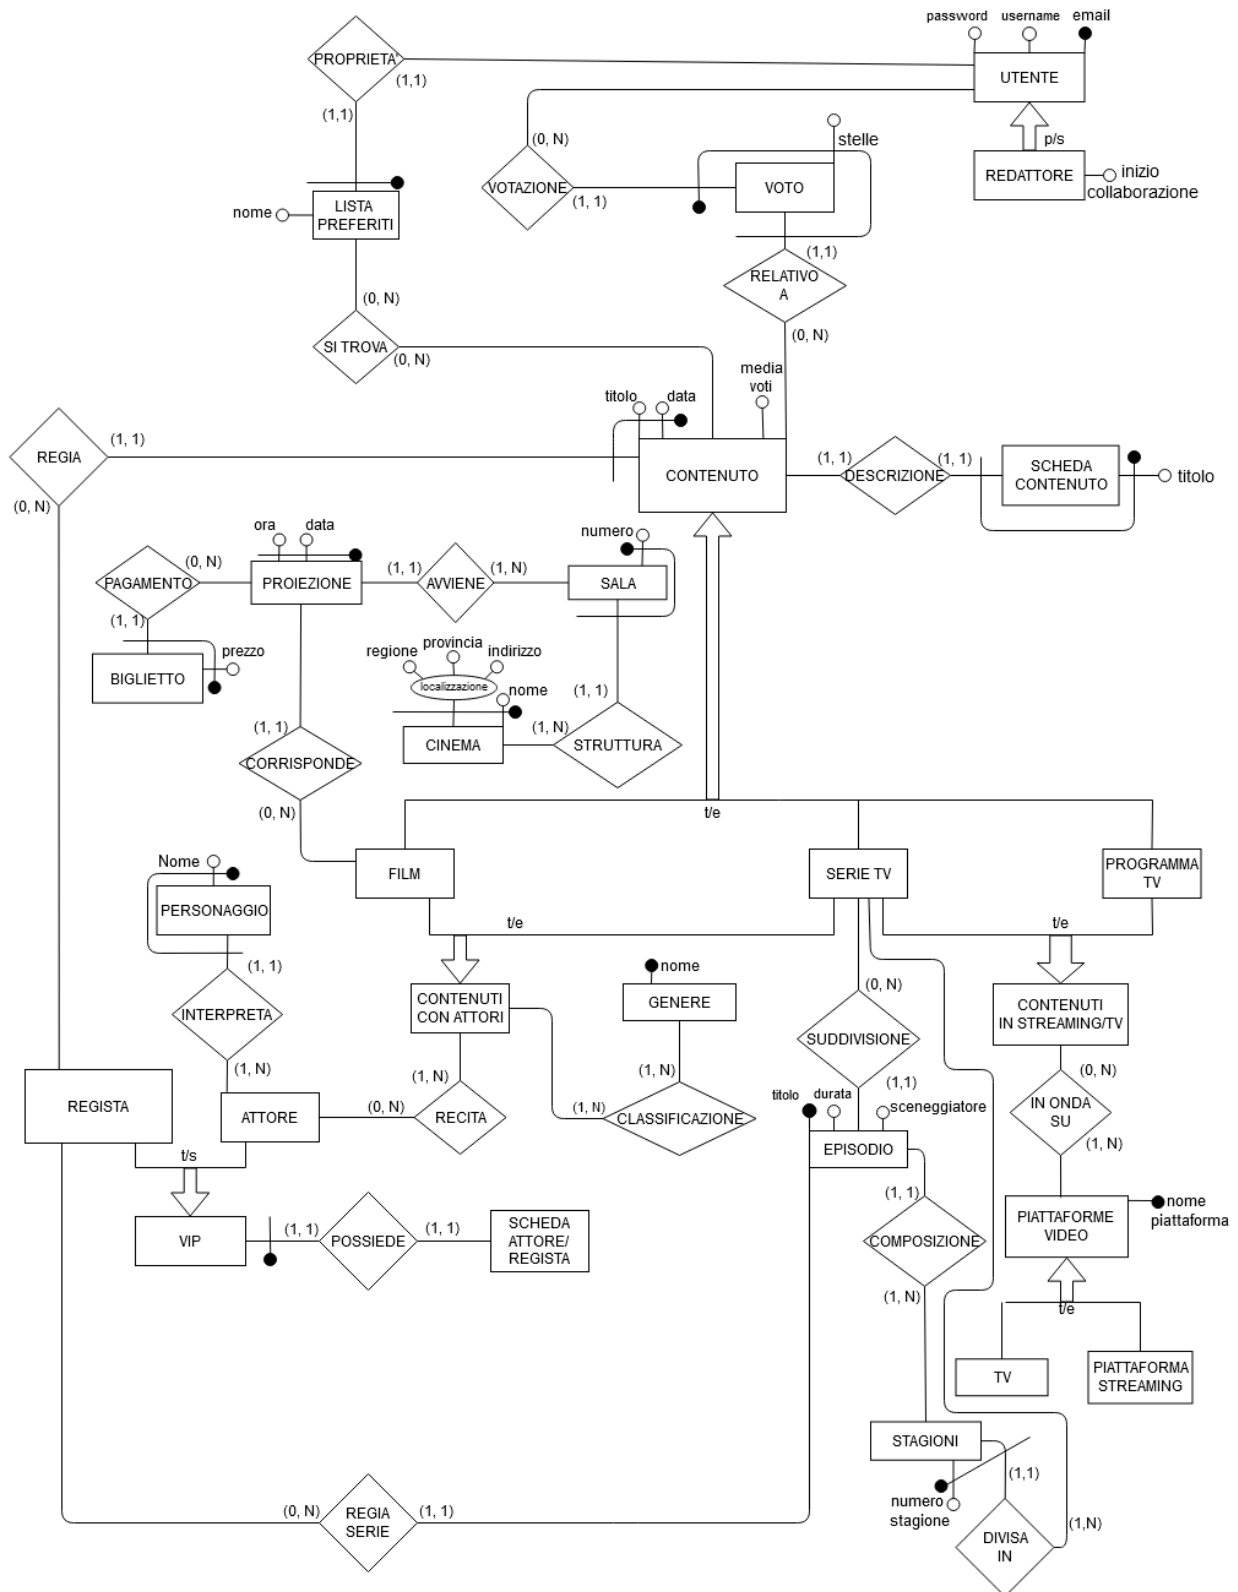 password
username
email
PROPRIETA'
(1,1)
UTENTE
(1,1)
(0, N)
stelle
p/s
REDATTORE
inizio
collaborazione
VOTAZIONE
(1, 1)
VOTO
nome
LISTA
PREFERITI
(1,1)
RELATIVO
A
(0, N)
(0, N)
SI TROVA
(0, N)
media
voti
titolo
data
REGIA
(1, 1)
(0, N)
CONTENUTO
(1, 1)
DESCRIZIONE
(1, 1)
SCHEDA
CONTENUTO
titolo
ora
data
numero
PAGAMENTO
(0, N)
PROIEZIONE
(1, 1)
AVVIENE
(1, N)
SALA
(1, 1)
BIGLIETTO
prezzo
regione
provincia
indirizzo
localizzazione
nome
(1, 1)
CINEMA
(1, N)
STRUTTURA
(1, 1)
CORRISPONDE
(0, N)
t/e
FILM
SERIE TV
PROGRAMMA
TV
Nome
PERSONAGGIO
t/e
t/e
(1, 1)
INTERPRETA
(1, N)
CONTENUTI
CON ATTORI
nome
GENERE
(0, N)
SUDDIVISIONE
(1,1)
CONTENUTI
IN STREAMING/TV
(0, N)
IN ONDA
SU
(1, N)
REGISTA
ATTORE
(0, N)
(1, N)
RECITA
(1, N)
(1, N)
CLASSIFICAZIONE
titolo
durata
sceneggiatore
EPISODIO
t/s
VIP
(1, 1)
POSSIEDE
(1, 1)
SCHEDA
ATTORE/
REGISTA
(1, 1)
COMPOSIZIONE
(1, N)
PIATTAFORME
VIDEO
nome
piattaforma
t/e
TV
PIATTAFORMA
STREAMING
STAGIONI
numero
stagione
(1,1)
(0, N)
REGIA
SERIE
(1, 1)
DIVISA
IN
(1,N)